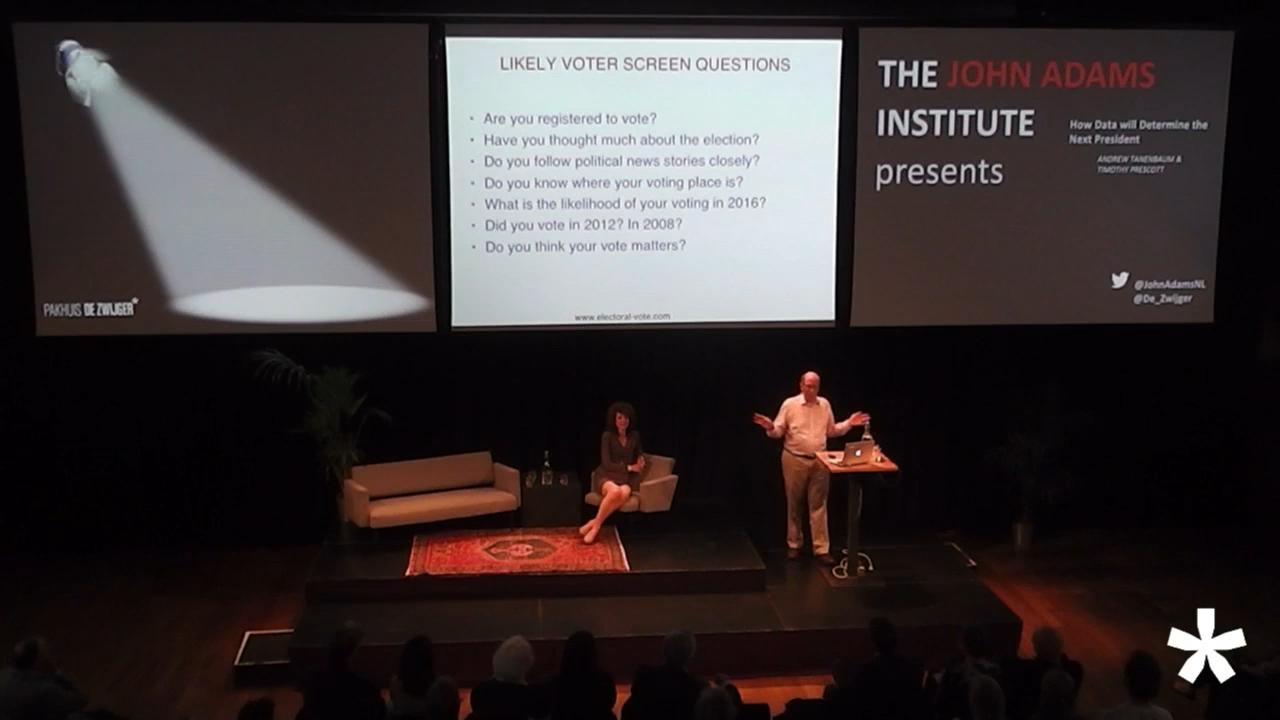 PAKHUIS DE ZWIJGER*
LIKELY VOTER SCREEN QUESTIONS
• Are you registered to vote?
• Have you thought much about the election?
• Do you follow political news stories closely?
• Do you know where your voting place is?
• What is the likelihood of your voting in 2016?
• Did you vote in 2012? In 2008?
• Do you think your vote matters?
www.electoral-vote.com
THE JOHN ADAMS
INSTITUTE
presents
How Data will Determine the
Next President
ANDREW TANENBAUM &
TIMOTHY PRESCOTT
@JohnAdamsNL
@De_Zwijger